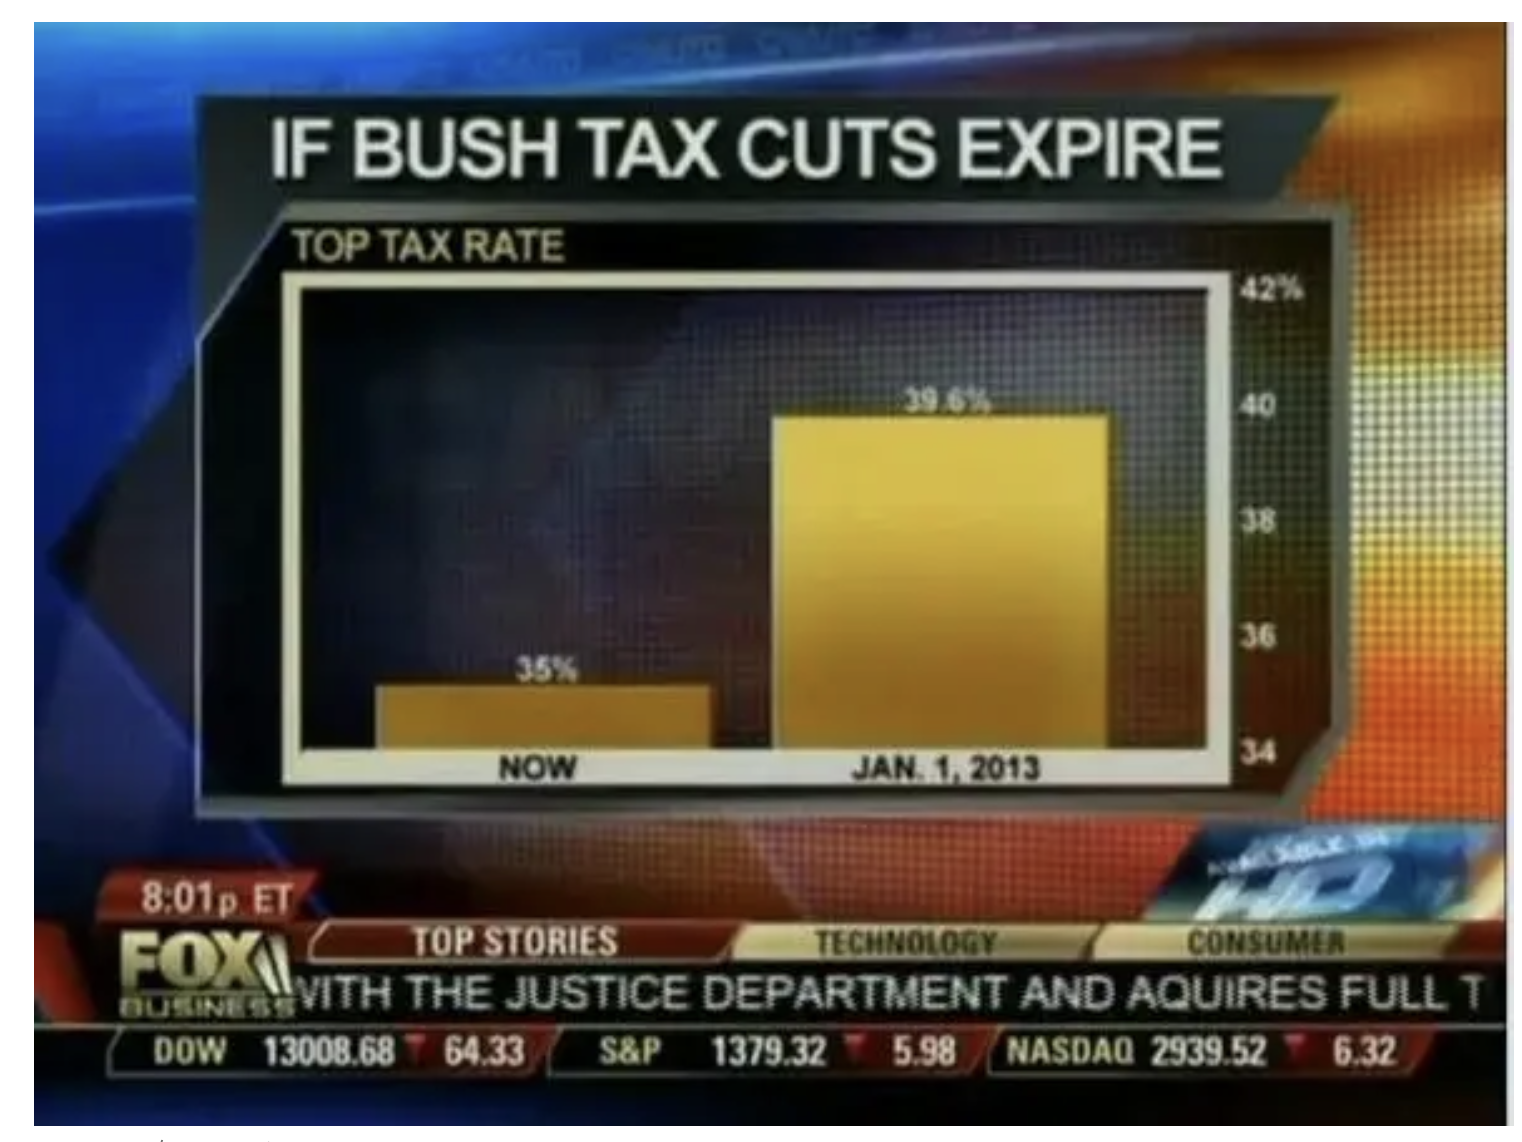 IF BUSH TAX CUTS EXPIRE
TOP TAX RATE
42%
40
38
36
34
39.6%
35%
NOW JAN. 1, 2013
HD
8:01p ET
TOP STORIES TECHNOLOGY CONSUMER
FOX
BUSINESS
WITH THE JUSTICE DEPARTMENT AND AQUIRES FULL T
DOW 13008.68 64.33 S&P 1379.32 5.98 NASDAQ 2939.52 6.32